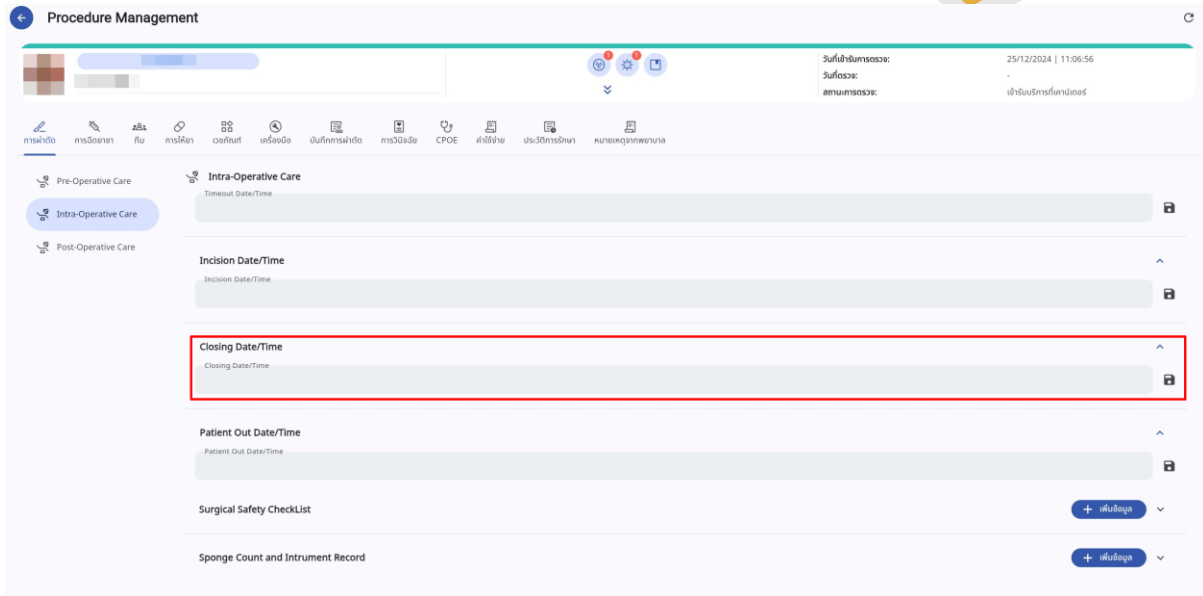 Procedure Management
1
1
วันที่เข้ารับการตรวจ:
25/12/2024 | 11:06:56
วันที่ตรวจ:
-
สถานะการตรวจ:
เข้ารับบริการที่เคาน์เตอร์
การผ่าตัด
การฉีดยาชา
ทีม
การให้ยา
เวชภัณฑ์
เครื่องมือ
บันทึกการผ่าตัด
การวินิจฉัย
CPOE
ค่าใช้จ่าย
ประวัติการรักษา
หมายเหตุจากพยาบาล
Pre-Operative Care
Intra-Operative Care
Post-Operative Care
Intra-Operative Care
Timeout Date/Time
Incision Date/Time
Incision Date/Time
Closing Date/Time
Closing Date/Time
Patient Out Date/Time
Patient Out Date/Time
Surgical Safety CheckList
+ เพิ่มข้อมูล
Sponge Count and Intrument Record
+ เพิ่มข้อมูล